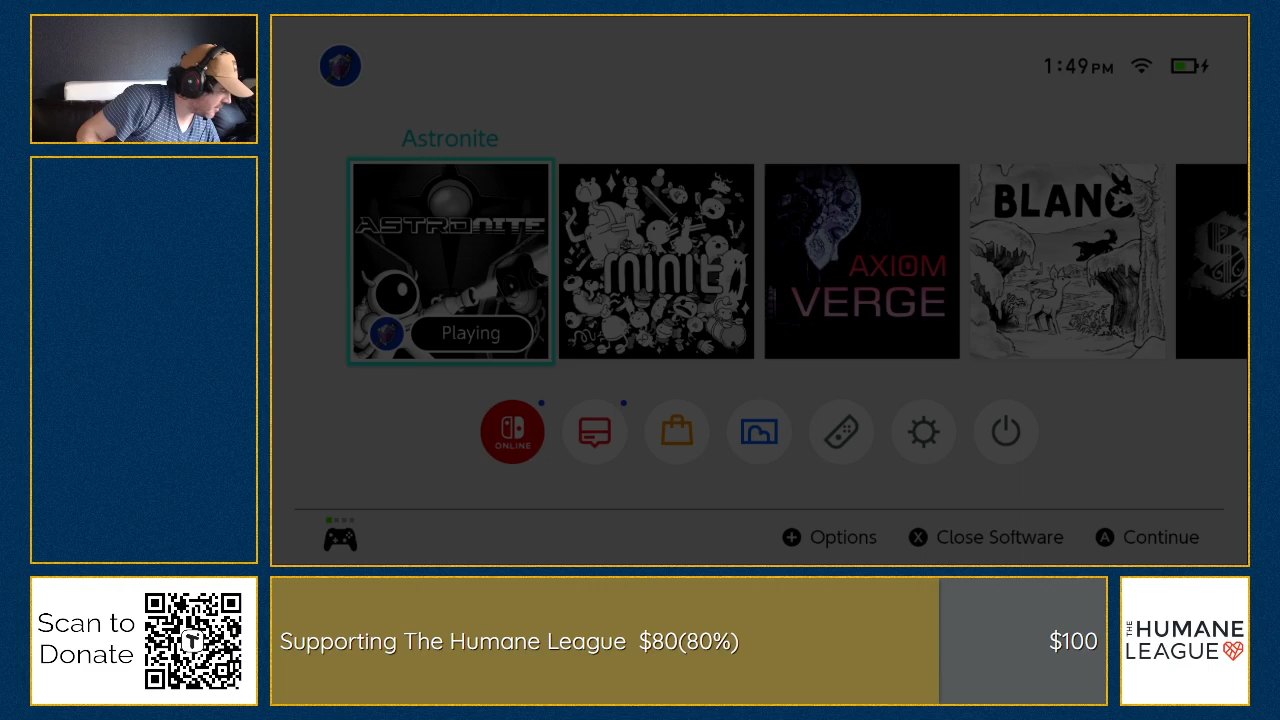 1:49 PM
Astronite
ASTRONITE
Playing
minit
AXIOM
VERGE
BLANC
ONLINE
Options
Close Software
Continue
Scan to
Donate
Supporting The Humane League $80(80%)
$100
THE HUMANE
LEAGUE